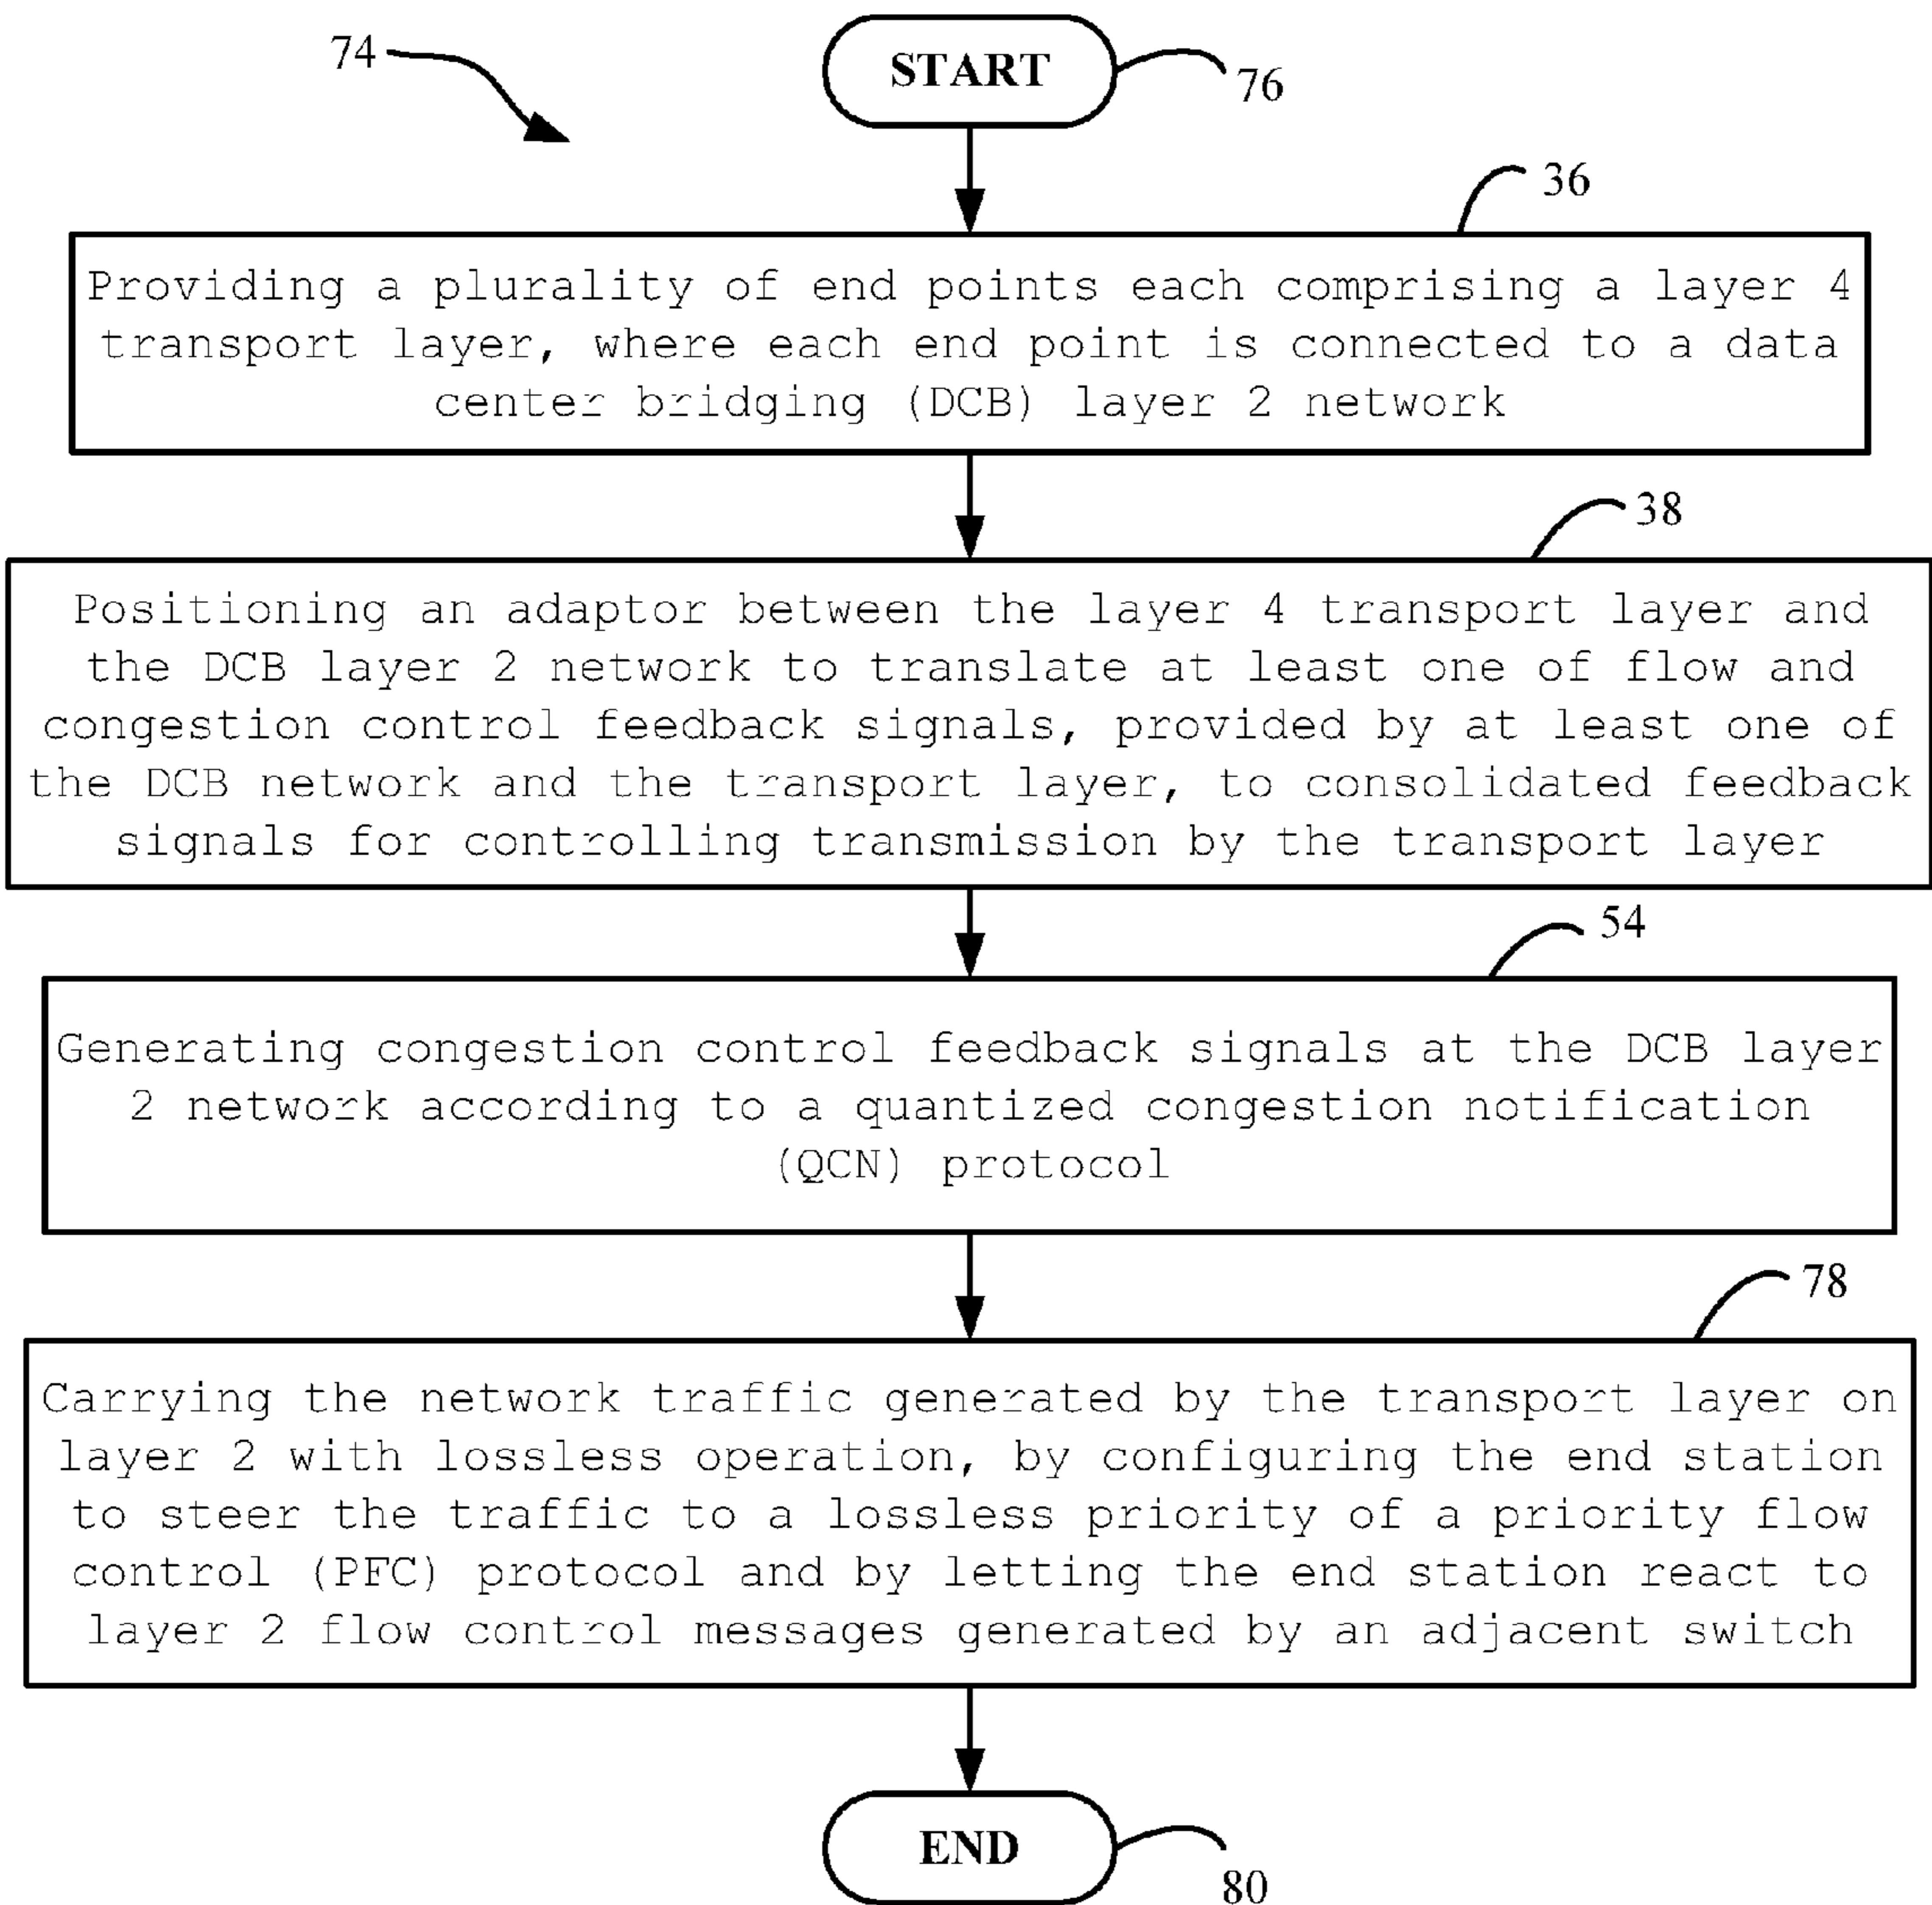 74
START
76
36
Providing a plurality of end points each comprising a layer 4
transport layer, where each end point is connected to a data
center bridging (DCB) layer 2 network
38
Positioning an adaptor between the layer 4 transport layer and
the DCB layer 2 network to translate at least one of flow and
congestion control feedback signals, provided by at least one of
the DCB network and the transport layer, to consolidated feedback
signals for controlling transmission by the transport layer
54
Generating congestion control feedback signals at the DCB layer
2 network according to a quantized congestion notification
(QCN) protocol
78
Carrying the network traffic generated by the transport layer on
layer 2 with lossless operation, by configuring the end station
to steer the traffic to a lossless priority of a priority flow
control (PFC) protocol and by letting the end station react to
layer 2 flow control messages generated by an adjacent switch
END
80